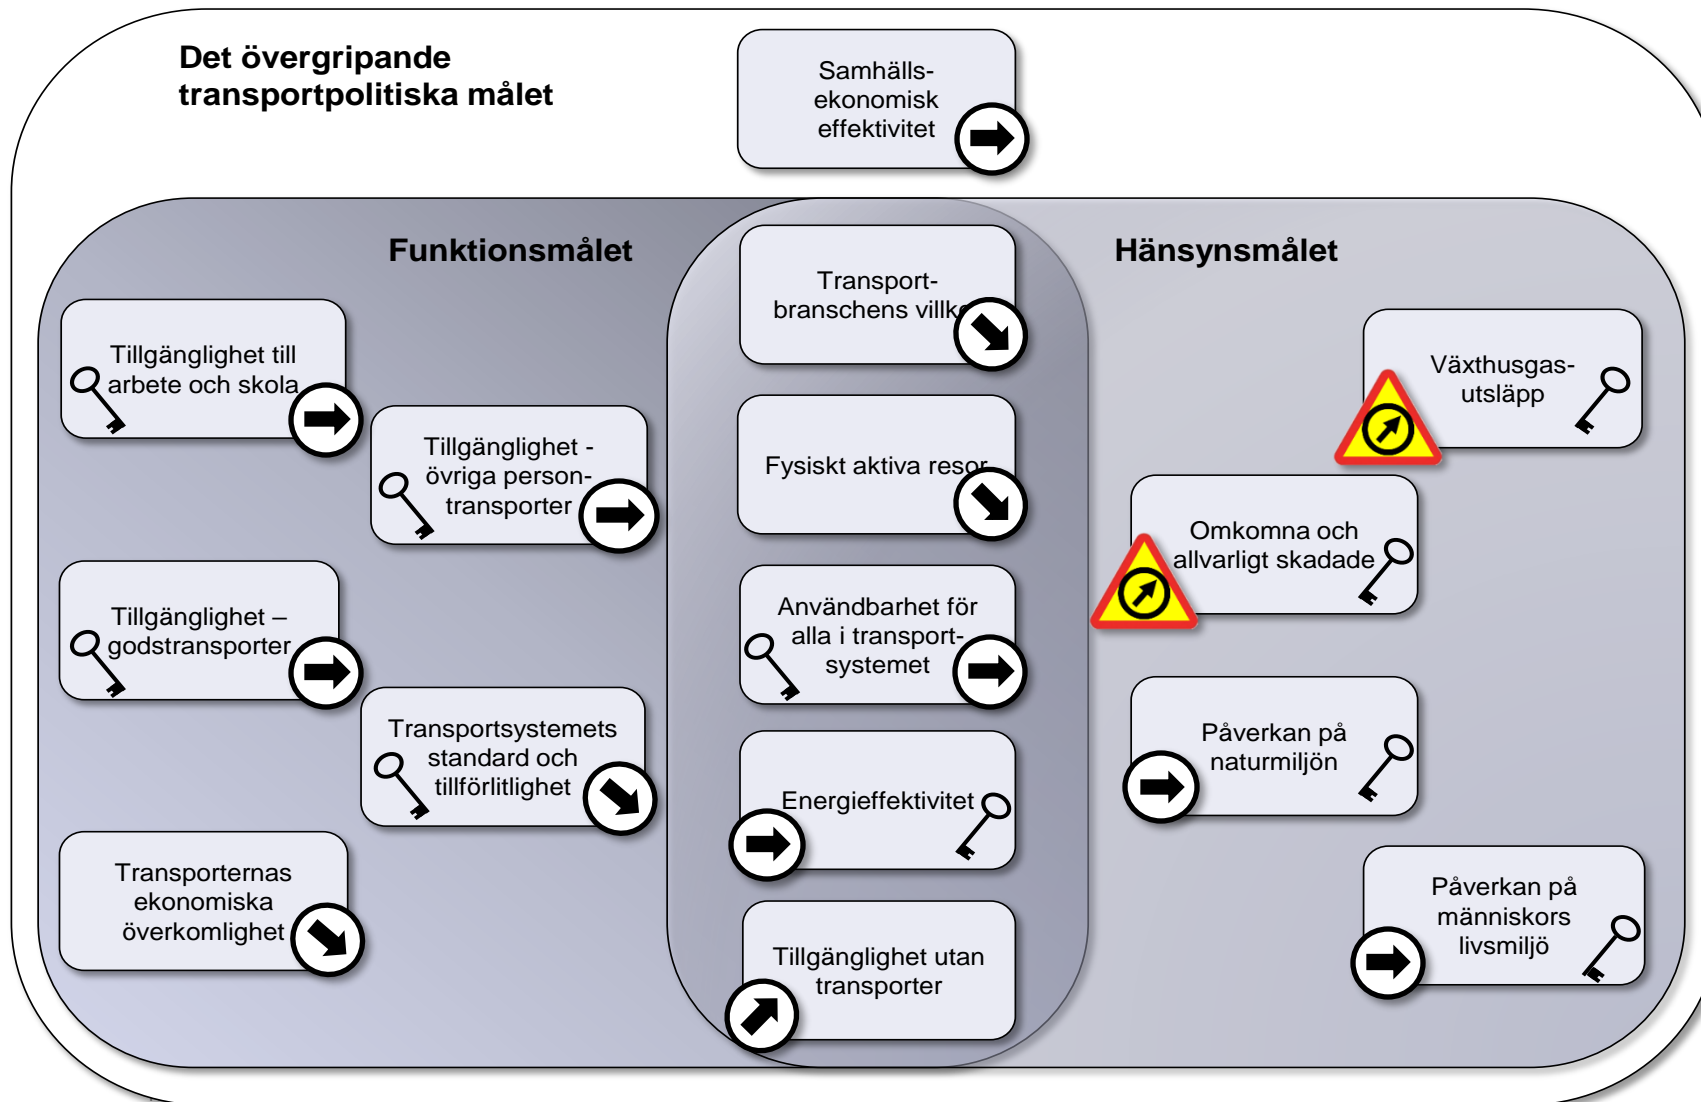 Det övergripande
transportpolitiska målet
Samhälls-
ekonomisk
effektivitet
Funktionsmålet
Hänsynsmålet
Tillgänglighet till
arbete och skola
Tillgänglighet -
övriga person-
transporter
Tillgänglighet –
godstransporter
Transportsystemets
standard och
tillförlitlighet
Transporternas
ekonomiska
överkomlighet
Transport-
branschens villko
Fysiskt aktiva resor
Användbarhet för
alla i transport-
systemet
Energieffektivitet
Tillgänglighet utan
transporter
Växthusgas-
utsläpp
Omkomna och
allvarligt skadade
Påverkan på
naturmiljön
Påverkan på
människors
livsmiljö